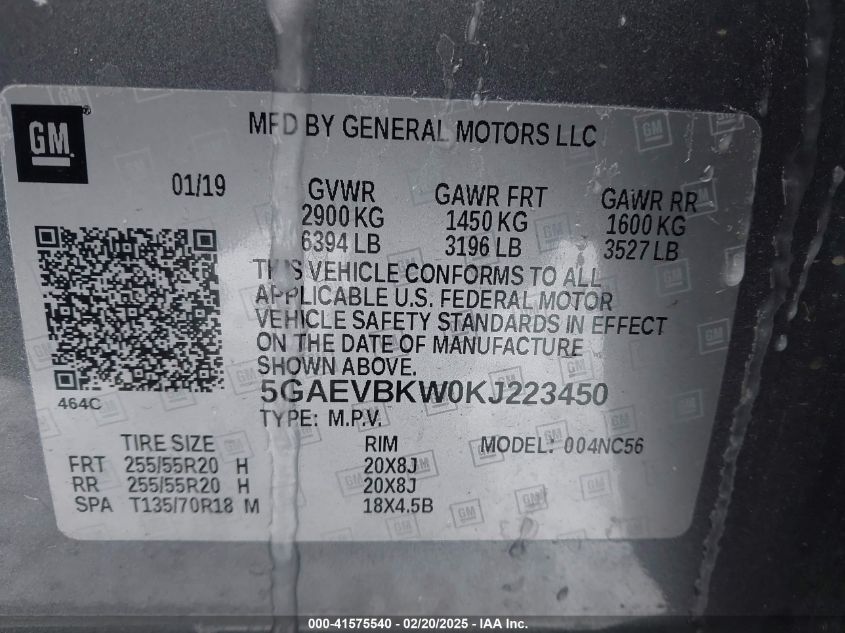 GM
MFD BY GENERAL MOTORS LLC
01/19
GVWR GAWR FRT GAWR RR
2900 KG 1450 KG 1600 KG
6394 LB 3196 LB 3527 LB
THIS VEHICLE CONFORMS TO ALL
APPLICABLE U.S. FEDERAL MOTOR
VEHICLE SAFETY STANDARDS IN EFFECT
ON THE DATE OF MANUFACTURE
SHOWN ABOVE.
464C
5GAEVBKW0KJ223450
TYPE: M.P.V.
TIRE SIZE RIM MODEL: 004NC56
FRT 255/55R20 H 20X8J
RR 255/55R20 H 20X8J
SPA T135/70R18 M 18X4.5B
000-41575540 - 02/20/2025 - IAA Inc.